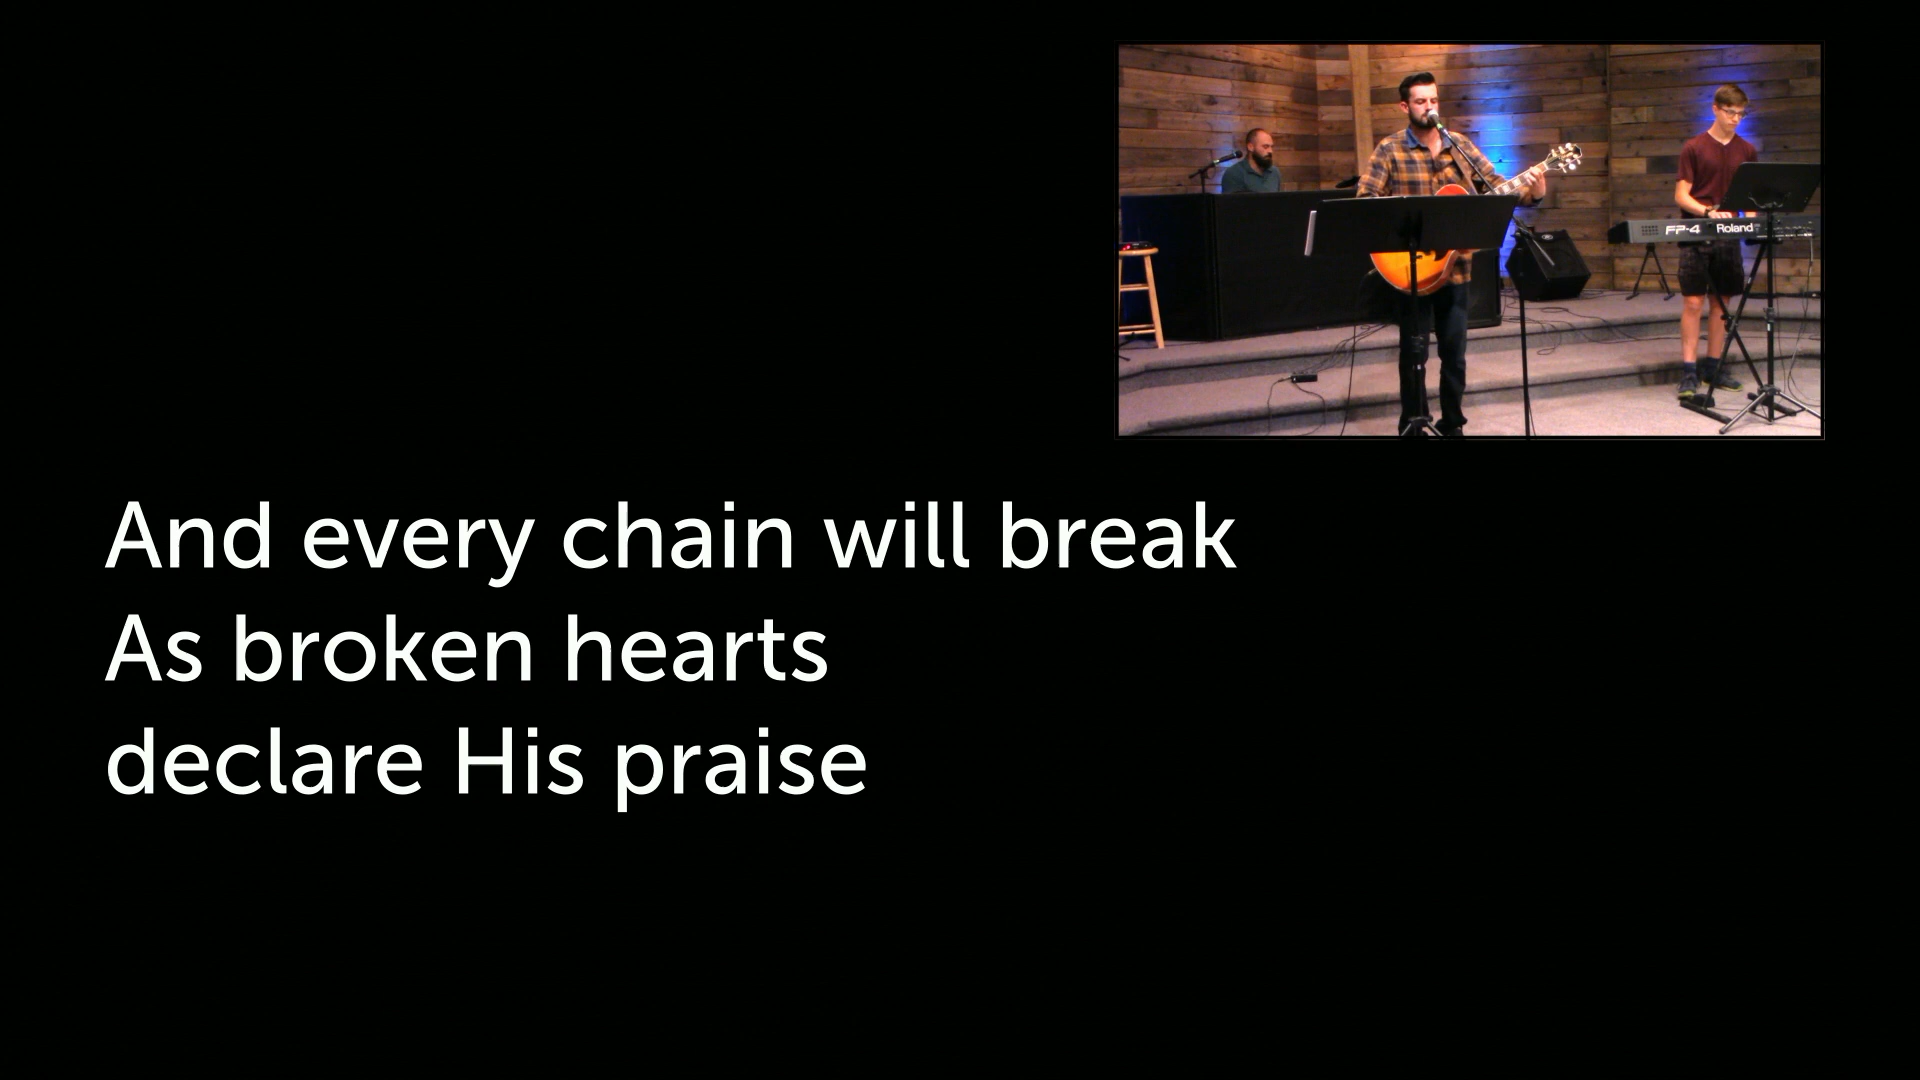 FP-4 Roland
And every chain will break
As broken hearts
declare His praise